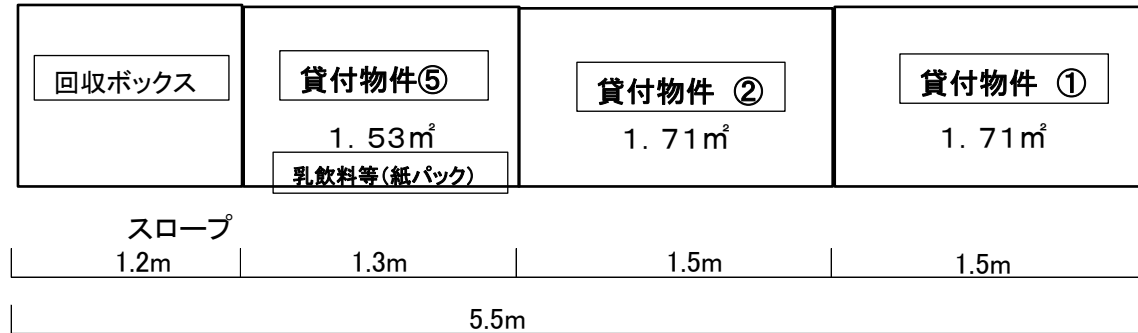 回収ボックス
貸付物件⑤
1.53㎡
乳飲料等(紙パック)
貸付物件 ②
1.71㎡
貸付物件 ①
1.71㎡
スロープ
1.2m
1.3m
1.5m
1.5m
5.5m